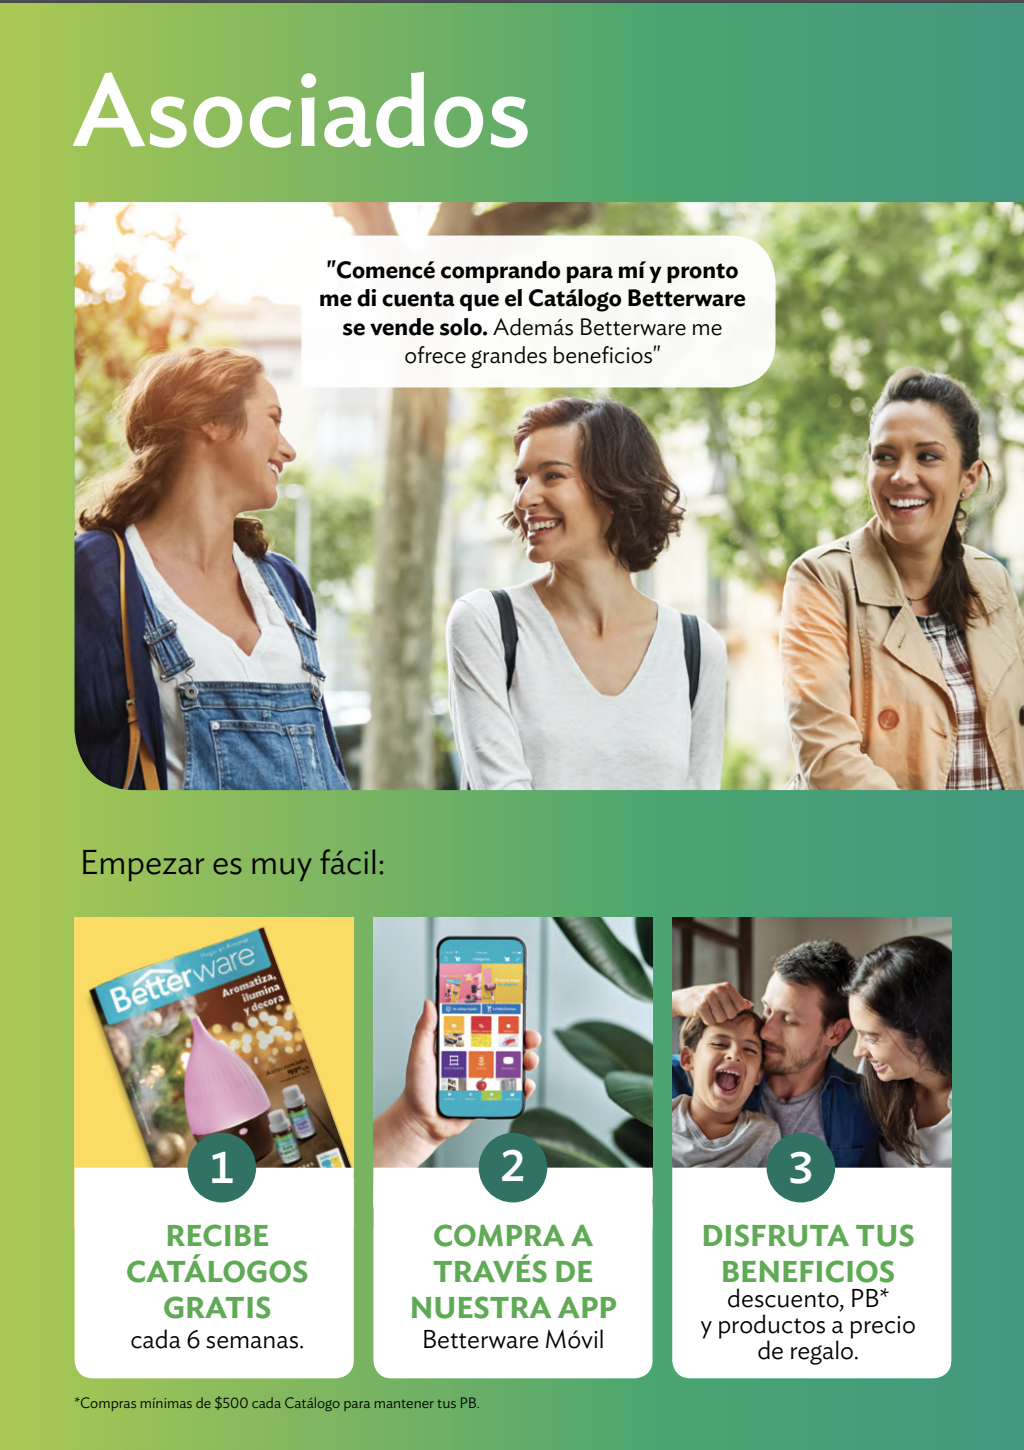 Asociados
"Comencé comprando para mí y pronto
me di cuenta que el Catálogo Betterware
se vende solo. Además Betterware me
ofrece grandes beneficios"
Empezar es muy fácil:
Betterware
Aromatiza,
ilumina
y decora
1
RECIBE
CATÁLOGOS
GRATIS
cada 6 semanas.
2
COMPRA A
TRAVÉS DE
NUESTRA APP
Betterware Móvil
3
DISFRUTA TUS
BENEFICIOS
descuento, PB*
y productos a precio
de regalo.
*Compras mínimas de $500 cada Catálogo para mantener tus PB.